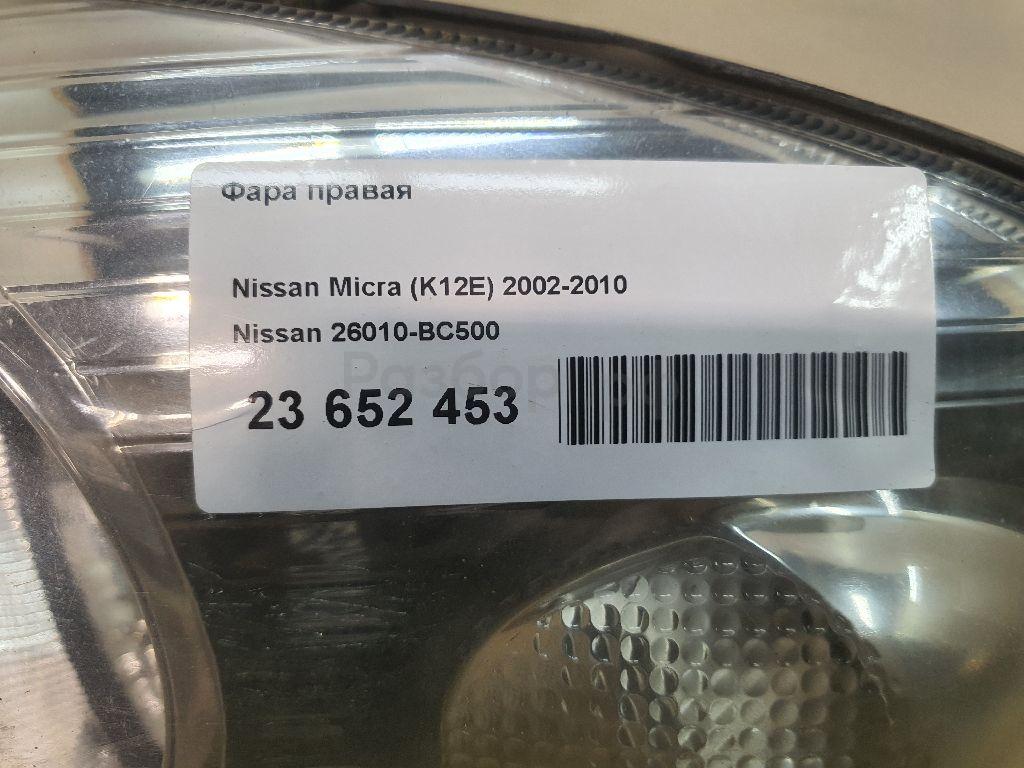 Фара правая
Nissan Micra (K12E) 2002-2010
Nissan 26010-BC500
23 652 453